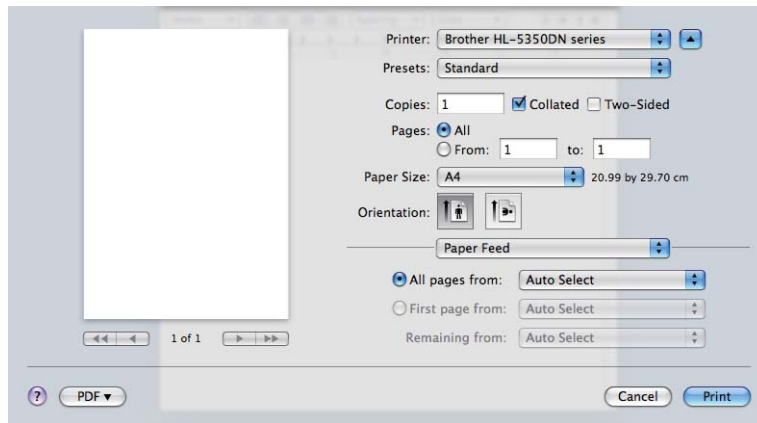 Printer: Brother HL-5350DN series
Presets: Standard
Copies: 1 Collated Two-Sided
Pages: All
From: 1 to: 1
Paper Size: A4 20.99 by 29.70 cm
Orientation:
Paper Feed
All pages from: Auto Select
First page from: Auto Select
Remaining from: Auto Select
1 of 1
? PDF▼ Cancel Print